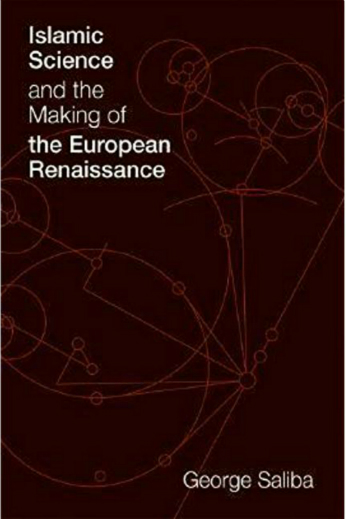 Islamic
Science
and the
Making of
the European
Renaissance
George Saliba